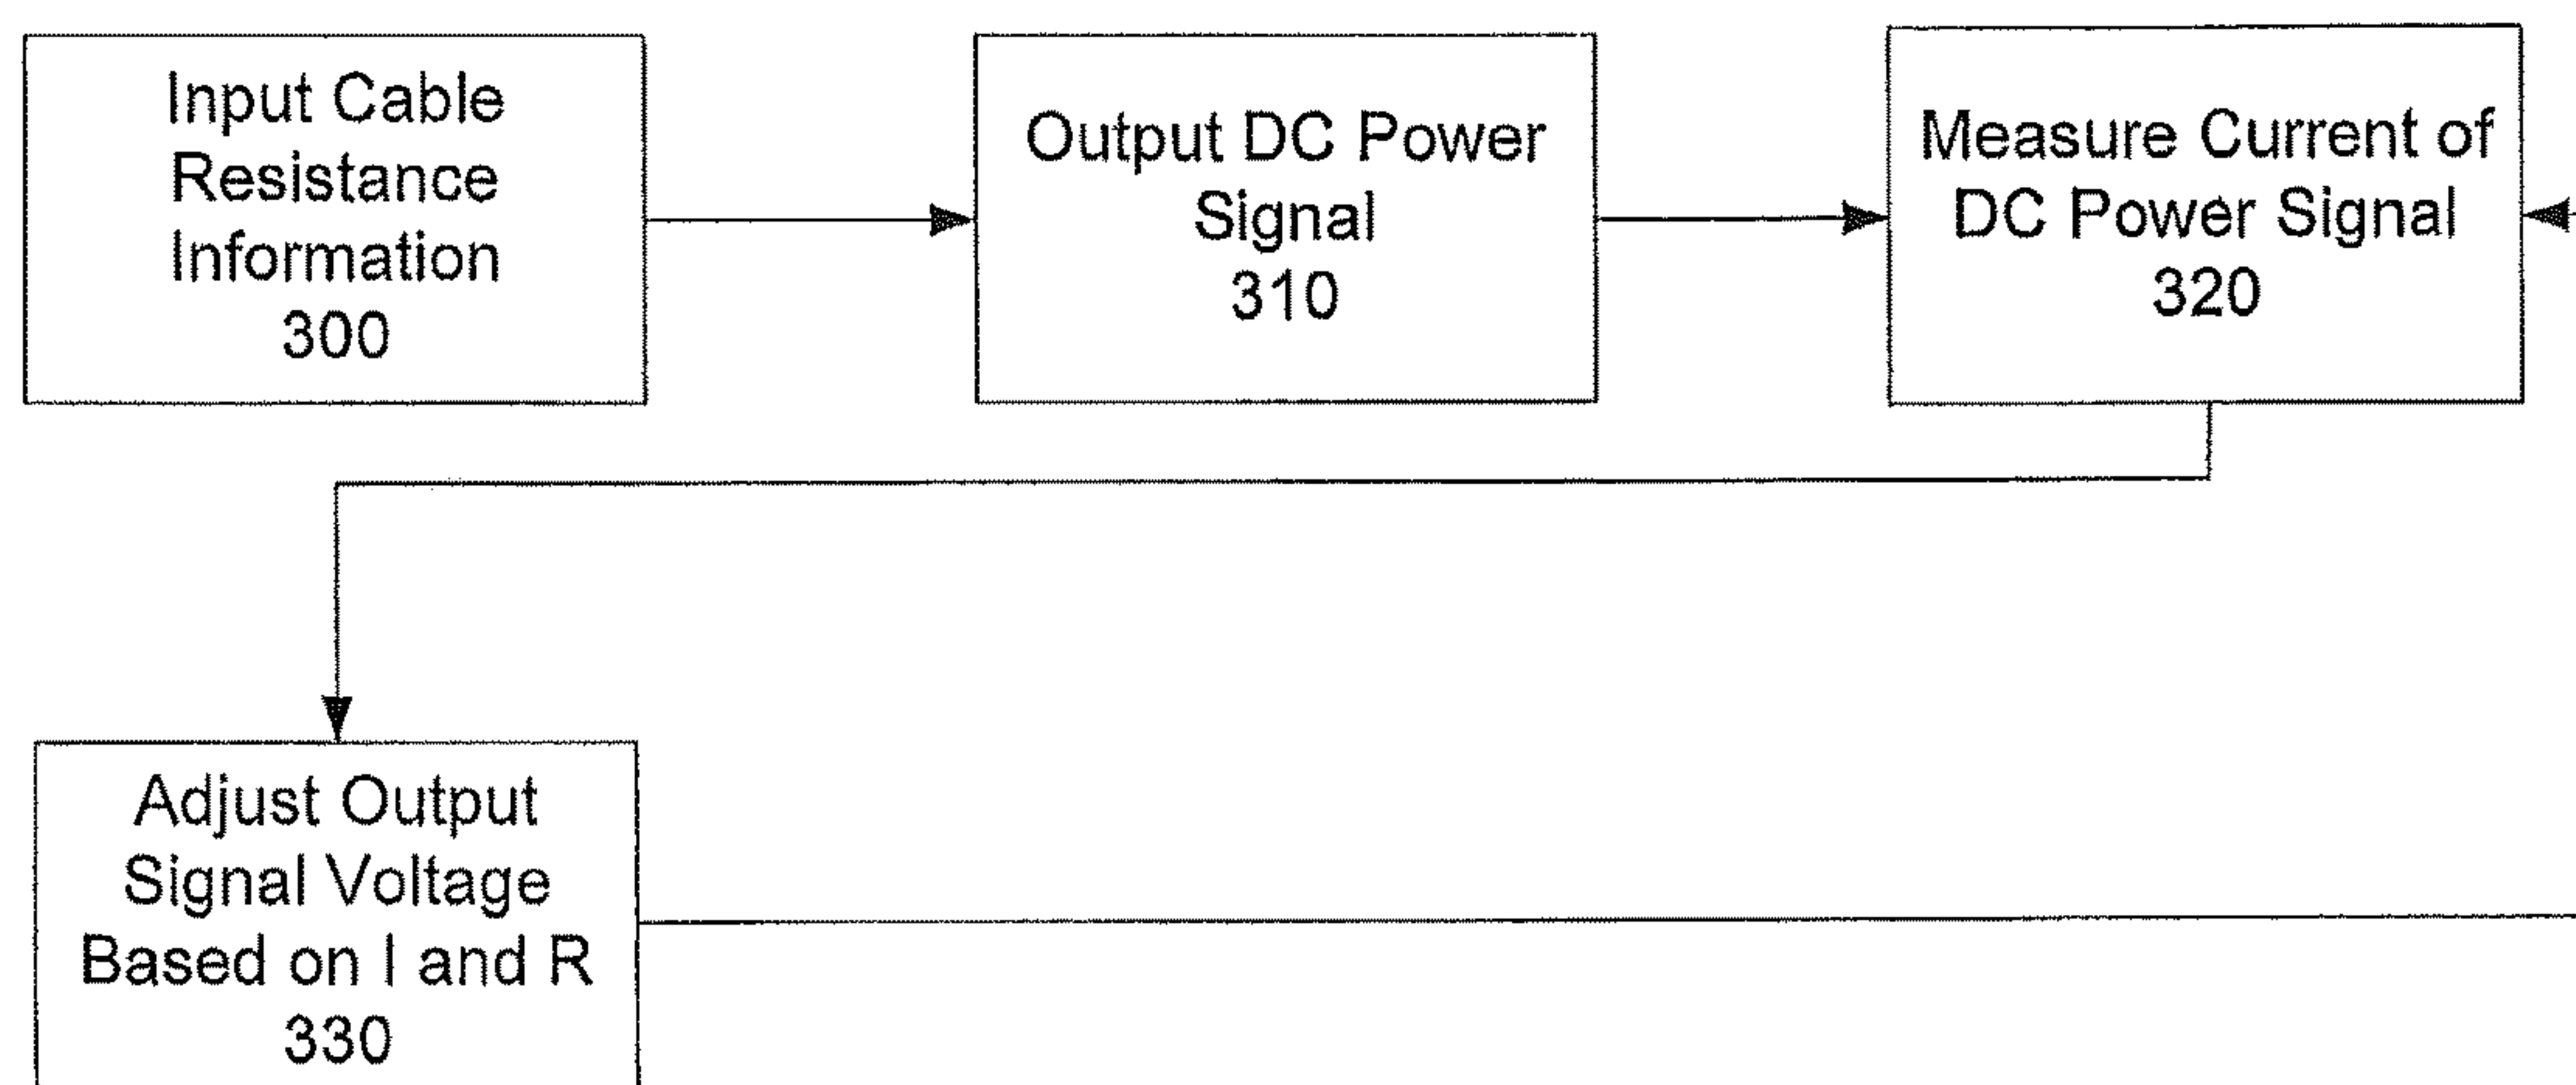 Input Cable
Resistance
Information
300
Output DC Power
Signal
310
Measure Current of
DC Power Signal
320
Adjust Output
Signal Voltage
Based on I and R
330